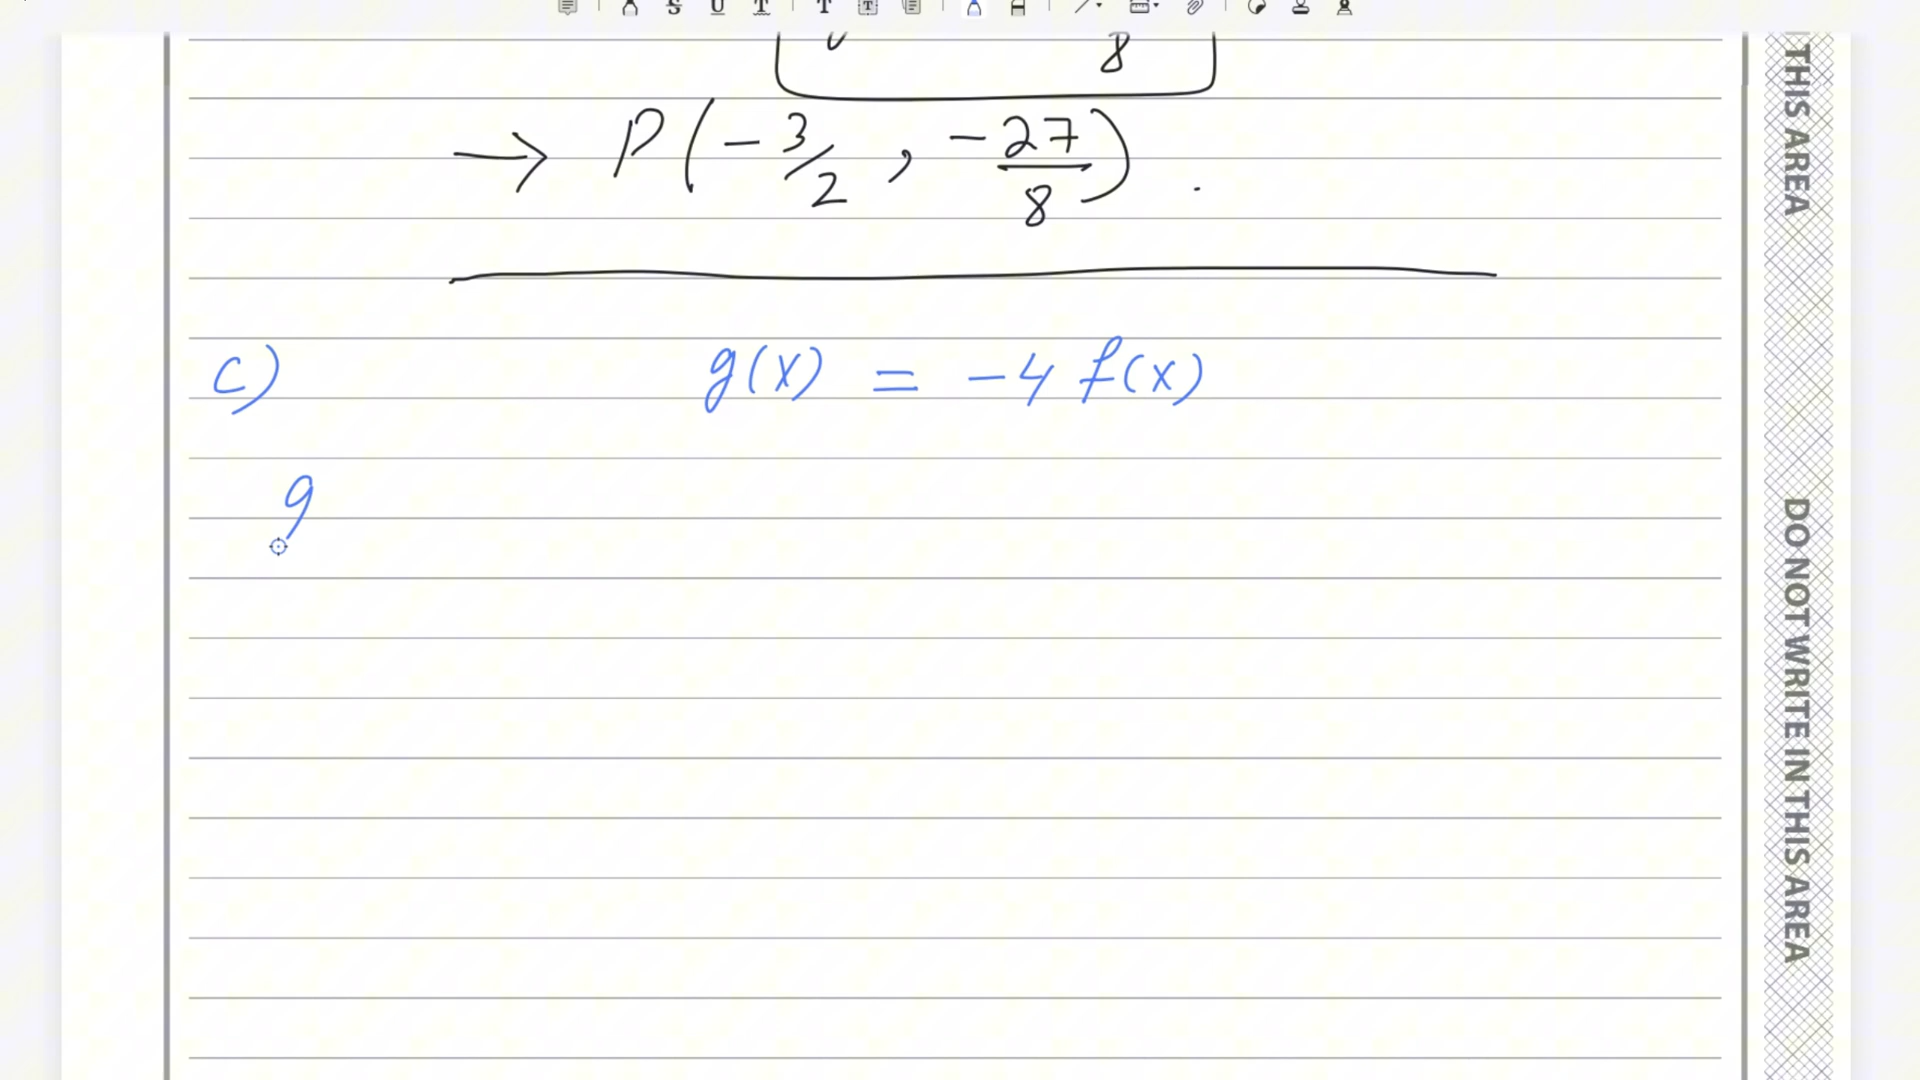 8
→ P(-3/2, -27/8).
c) g(x) = -4 f(x)
g
THIS AREA
DO NOT WRITE IN THIS AREA